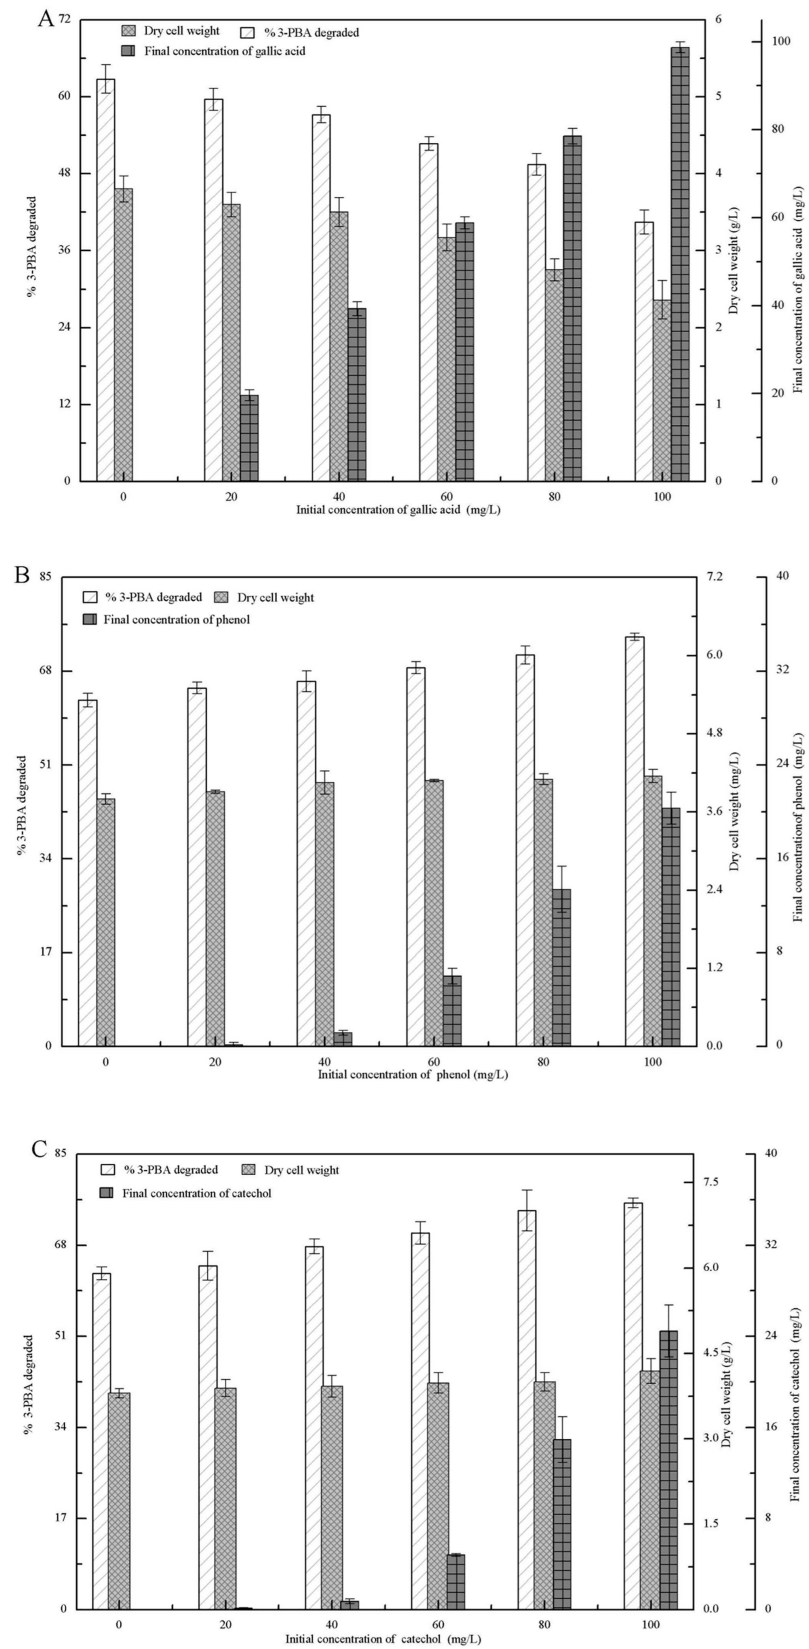 A
Dry cell weight
% 3-PBA degraded
Final concentration of gallic acid
72
60
48
36
24
12
0
% 3-PBA degraded
6
5
4
3
2
1
0
Dry cell weight (g/L)
100
80
60
40
20
0
Final concentration of gallic acid (mg/L)
0 20 40 60 80 100
Initial concentration of gallic acid (mg/L)
B
% 3-PBA degraded
Dry cell weight
Final concentration of phenol
85
68
51
34
17
0
% 3-PBA degraded
7.2
6.0
4.8
3.6
2.4
1.2
0.0
Dry cell weight (mg/L)
40
32
24
16
8
0
Final concentrationof phenol (mg/L)
0 20 40 60 80 100
Initial concentration of phenol (mg/L)
C
% 3-PBA degraded
Dry cell weight
Final concentration of catechol
85
68
51
34
17
0
% 3-PBA degraded
7.5
6.0
4.5
3.0
1.5
0.0
Dry cell weight (g/L)
40
32
24
16
8
0
Final concentration of catechol (mg/L)
0 20 40 60 80 100
Initial concentration of catechol (mg/L)